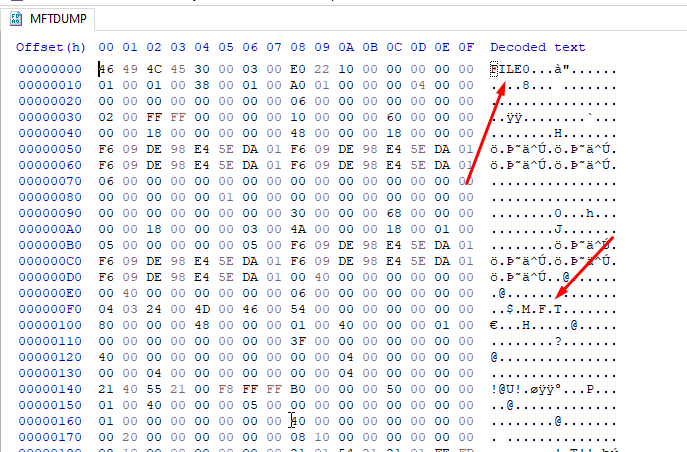 MFTDUMP
Offset(h) 00 01 02 03 04 05 06 07 08 09 0A 0B 0C 0D 0E 0F Decoded text
00000000 46 49 4C 45 30 00 03 00 E0 22 10 00 00 00 00 00 FILE0...à"......
00000010 01 00 01 00 38 00 01 00 A0 01 00 00 00 04 00 00 ....8... .......
00000020 00 00 00 00 00 00 00 00 06 00 00 00 00 00 00 00 ................
00000030 02 00 FF FF 00 00 00 00 10 00 00 00 60 00 00 00 ..ÿÿ........`...
00000040 00 00 18 00 00 00 00 00 48 00 00 00 18 00 00 00 ........H.......
00000050 F6 09 DE 98 E4 5E DA 01 F6 09 DE 98 E4 5E DA 01 ö.Þ˜ä^Ú.ö.Þ˜ä^Ú.
00000060 F6 09 DE 98 E4 5E DA 01 F6 09 DE 98 E4 5E DA 01 ö.Þ˜ä^Ú.ö.Þ˜ä^Ú.
00000070 06 00 00 00 00 00 00 00 00 00 00 00 00 00 00 00 ................
00000080 00 00 00 00 00 01 00 00 00 00 00 00 00 00 00 00 ................
00000090 00 00 00 00 00 00 00 00 30 00 00 00 68 00 00 00 ........0...h...
000000A0 00 00 18 00 00 00 03 00 4A 00 00 00 18 00 01 00 ........J.......
000000B0 05 00 00 00 00 00 05 00 F6 09 DE 98 E4 5E DA 01 ........ö.Þ˜ä^Ú.
000000C0 F6 09 DE 98 E4 5E DA 01 F6 09 DE 98 E4 5E DA 01 ö.Þ˜ä^Ú.ö.Þ˜ä^Ú.
000000D0 F6 09 DE 98 E4 5E DA 01 00 40 00 00 00 00 00 00 ö.Þ˜ä^Ú..@......
000000E0 00 40 00 00 00 00 00 00 06 00 00 00 00 00 00 00 .@..............
000000F0 04 03 24 00 4D 00 46 00 54 00 00 00 00 00 00 00 ..$.M.F.T.......
00000100 80 00 00 00 48 00 00 00 01 00 40 00 00 00 01 00 €...H.....@.....
00000110 00 00 00 00 00 00 00 00 3F 00 00 00 00 00 00 00 ........?.......
00000120 40 00 00 00 00 00 00 00 00 00 04 00 00 00 00 00 @...............
00000130 00 00 04 00 00 00 00 00 00 00 04 00 00 00 00 00 ................
00000140 21 40 55 21 00 F8 FF FF B0 00 00 00 50 00 00 00 !@U!.øÿÿ°...P...
00000150 01 00 40 00 00 00 05 00 00 00 00 00 00 00 00 00 ..@.............
00000160 01 00 00 00 00 00 00 00 40 00 00 00 00 00 00 00 ........@.......
00000170 00 20 00 00 00 00 00 00 08 10 00 00 00 00 00 00 . ..............